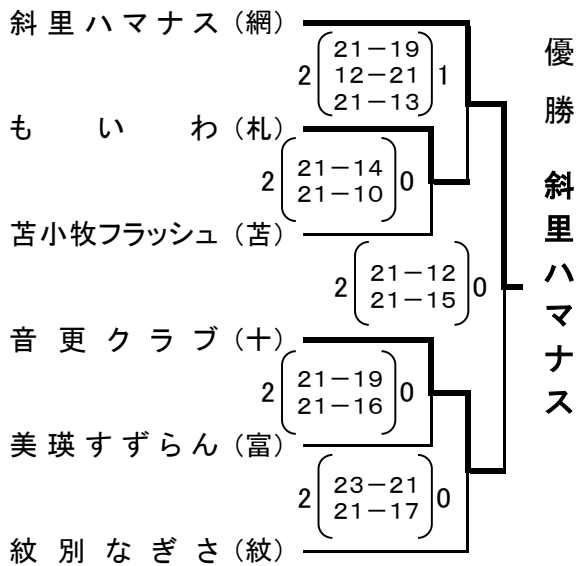 斜里ハマナス（網）
2 21－19 1
12－21
21－13
もいわ（札）
2 21－14 0
21－10
苫小牧フラッシュ（苫）
2 21－12 0
21－15
音更クラブ（十）
2 21－19 0
21－16
美瑛すずらん（富）
2 23－21 0
21－17
紋別なぎさ（紋）
優勝 斜里ハマナス